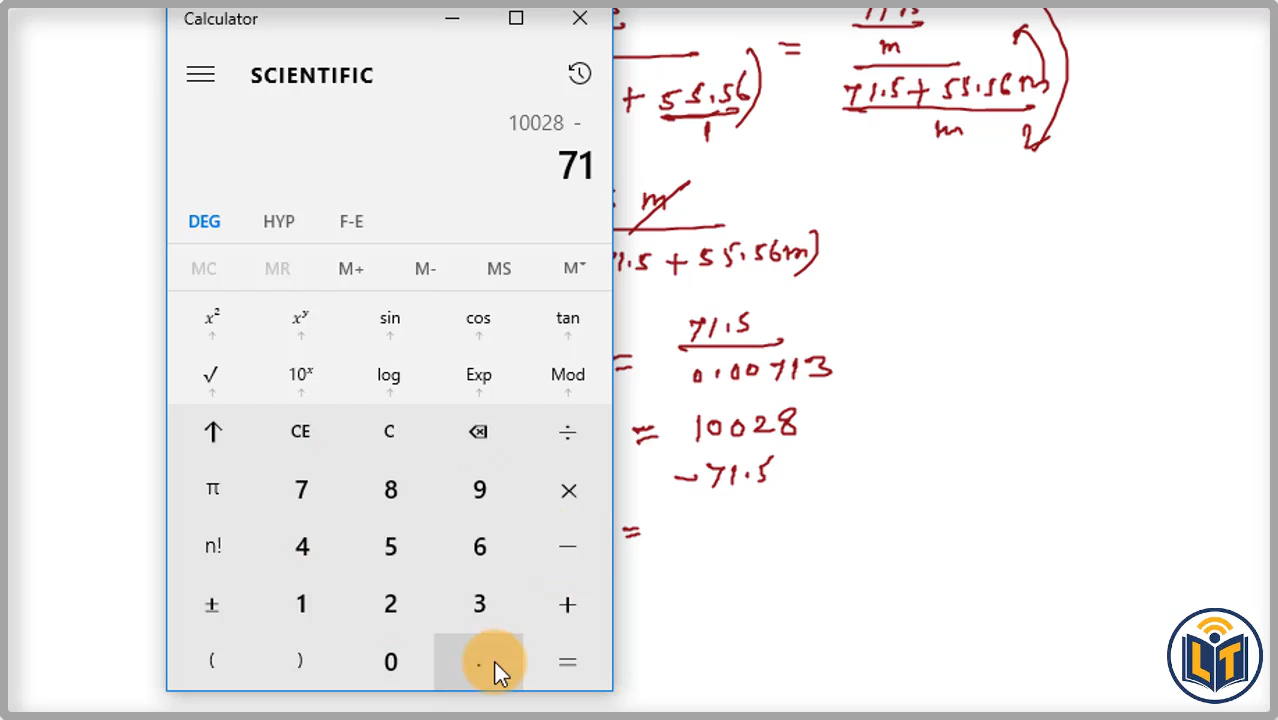 Calculator
SCIENTIFIC
10028 -
71
DEG HYP F-E
MC MR M+ M- MS M
x² xʸ sin cos tan
√ 10ˣ log Exp Mod
CE C ÷
π 7 8 9 ×
n! 4 5 6 −
± 1 2 3 +
( ) 0 . =
= m
+ 55.56) 71.5 + 55.56m
1 m
m
71.5 + 55.56m)
= 71.5
0.00713
= 10028
- 71.5
=
LT